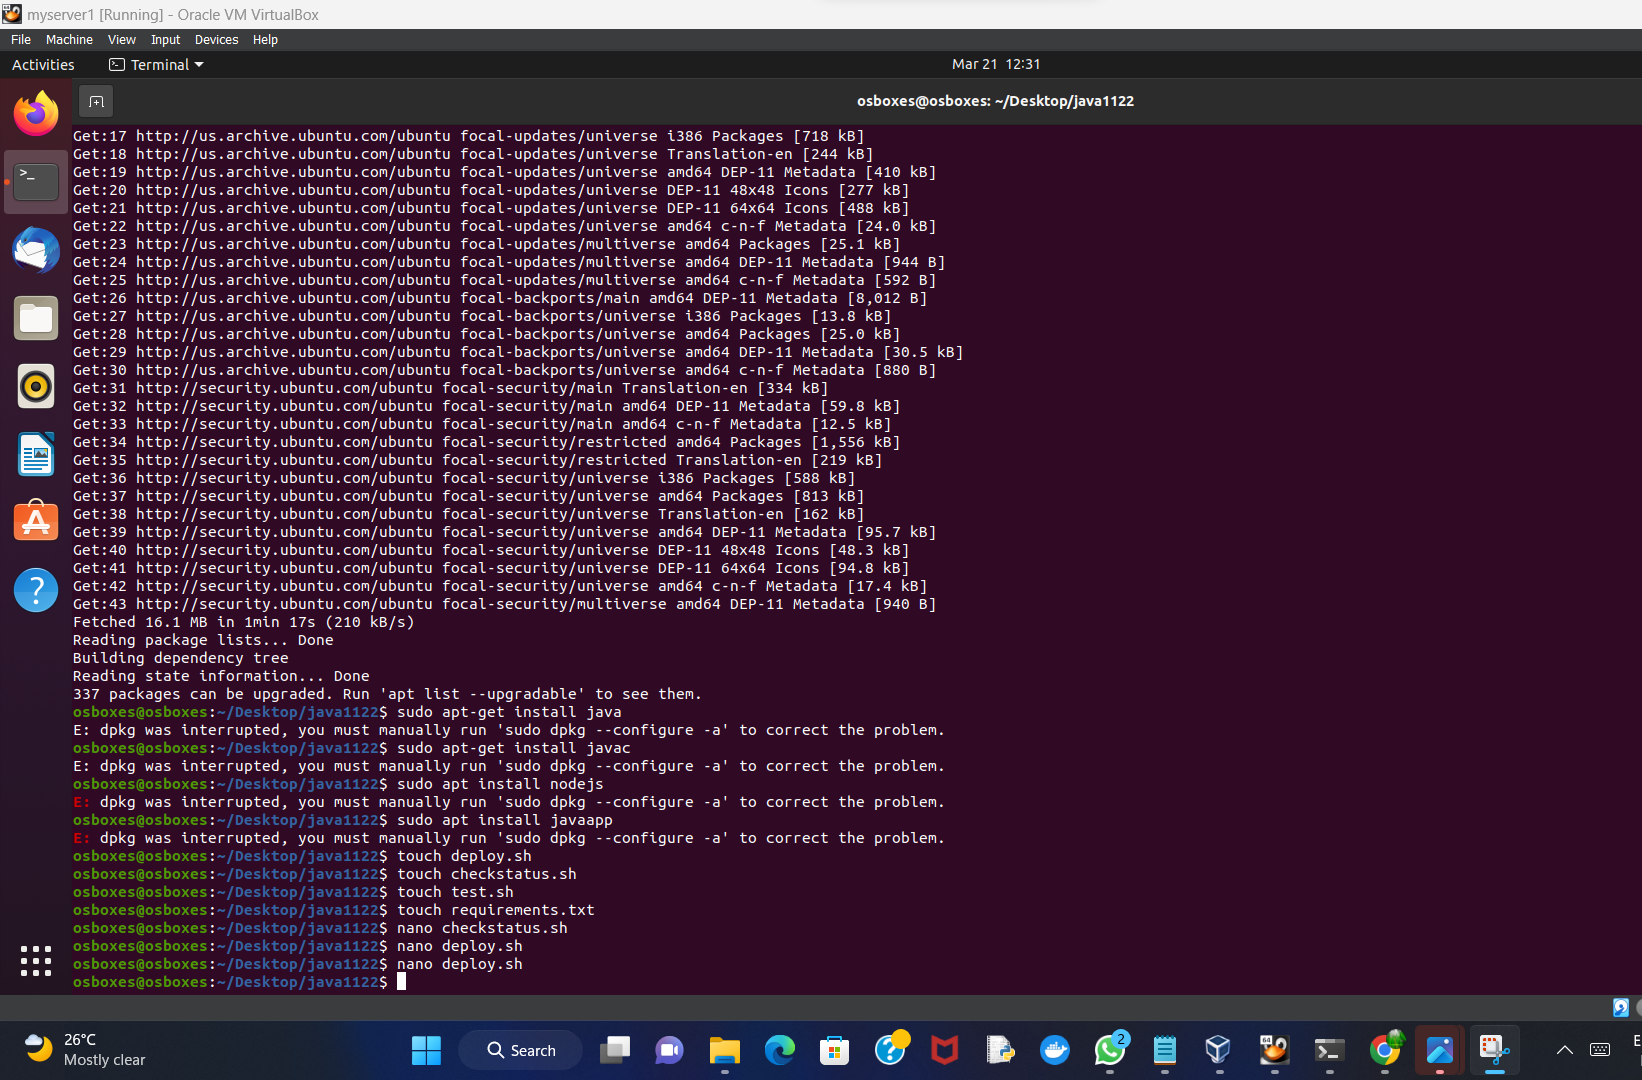 myserver1 [Running] - Oracle VM VirtualBox
File Machine View Input Devices Help
Activities Terminal Mar 21 12:31
osboxes@osboxes: ~/Desktop/java1122
Get:17 http://us.archive.ubuntu.com/ubuntu focal-updates/universe i386 Packages [718 kB]
Get:18 http://us.archive.ubuntu.com/ubuntu focal-updates/universe Translation-en [244 kB]
Get:19 http://us.archive.ubuntu.com/ubuntu focal-updates/universe amd64 DEP-11 Metadata [410 kB]
Get:20 http://us.archive.ubuntu.com/ubuntu focal-updates/universe DEP-11 48x48 Icons [277 kB]
Get:21 http://us.archive.ubuntu.com/ubuntu focal-updates/universe DEP-11 64x64 Icons [488 kB]
Get:22 http://us.archive.ubuntu.com/ubuntu focal-updates/universe amd64 c-n-f Metadata [24.0 kB]
Get:23 http://us.archive.ubuntu.com/ubuntu focal-updates/multiverse amd64 Packages [25.1 kB]
Get:24 http://us.archive.ubuntu.com/ubuntu focal-updates/multiverse amd64 DEP-11 Metadata [944 B]
Get:25 http://us.archive.ubuntu.com/ubuntu focal-updates/multiverse amd64 c-n-f Metadata [592 B]
Get:26 http://us.archive.ubuntu.com/ubuntu focal-backports/main amd64 DEP-11 Metadata [8,012 B]
Get:27 http://us.archive.ubuntu.com/ubuntu focal-backports/universe i386 Packages [13.8 kB]
Get:28 http://us.archive.ubuntu.com/ubuntu focal-backports/universe amd64 Packages [25.0 kB]
Get:29 http://us.archive.ubuntu.com/ubuntu focal-backports/universe amd64 DEP-11 Metadata [30.5 kB]
Get:30 http://us.archive.ubuntu.com/ubuntu focal-backports/universe amd64 c-n-f Metadata [880 B]
Get:31 http://security.ubuntu.com/ubuntu focal-security/main Translation-en [334 kB]
Get:32 http://security.ubuntu.com/ubuntu focal-security/main amd64 DEP-11 Metadata [59.8 kB]
Get:33 http://security.ubuntu.com/ubuntu focal-security/main amd64 c-n-f Metadata [12.5 kB]
Get:34 http://security.ubuntu.com/ubuntu focal-security/restricted amd64 Packages [1,556 kB]
Get:35 http://security.ubuntu.com/ubuntu focal-security/restricted Translation-en [219 kB]
Get:36 http://security.ubuntu.com/ubuntu focal-security/universe i386 Packages [588 kB]
Get:37 http://security.ubuntu.com/ubuntu focal-security/universe amd64 Packages [813 kB]
Get:38 http://security.ubuntu.com/ubuntu focal-security/universe Translation-en [162 kB]
Get:39 http://security.ubuntu.com/ubuntu focal-security/universe amd64 DEP-11 Metadata [95.7 kB]
Get:40 http://security.ubuntu.com/ubuntu focal-security/universe DEP-11 48x48 Icons [48.3 kB]
Get:41 http://security.ubuntu.com/ubuntu focal-security/universe DEP-11 64x64 Icons [94.8 kB]
Get:42 http://security.ubuntu.com/ubuntu focal-security/universe amd64 c-n-f Metadata [17.4 kB]
Get:43 http://security.ubuntu.com/ubuntu focal-security/multiverse amd64 DEP-11 Metadata [940 B]
Fetched 16.1 MB in 1min 17s (210 kB/s)
Reading package lists... Done
Building dependency tree
Reading state information... Done
337 packages can be upgraded. Run 'apt list --upgradable' to see them.
osboxes@osboxes:~/Desktop/java1122$ sudo apt-get install java
E: dpkg was interrupted, you must manually run 'sudo dpkg --configure -a' to correct the problem.
osboxes@osboxes:~/Desktop/java1122$ sudo apt-get install javac
E: dpkg was interrupted, you must manually run 'sudo dpkg --configure -a' to correct the problem.
osboxes@osboxes:~/Desktop/java1122$ sudo apt install nodejs
E: dpkg was interrupted, you must manually run 'sudo dpkg --configure -a' to correct the problem.
osboxes@osboxes:~/Desktop/java1122$ sudo apt install javaapp
E: dpkg was interrupted, you must manually run 'sudo dpkg --configure -a' to correct the problem.
osboxes@osboxes:~/Desktop/java1122$ touch deploy.sh
osboxes@osboxes:~/Desktop/java1122$ touch checkstatus.sh
osboxes@osboxes:~/Desktop/java1122$ touch test.sh
osboxes@osboxes:~/Desktop/java1122$ touch requirements.txt
osboxes@osboxes:~/Desktop/java1122$ nano checkstatus.sh
osboxes@osboxes:~/Desktop/java1122$ nano deploy.sh
osboxes@osboxes:~/Desktop/java1122$ nano deploy.sh
osboxes@osboxes:~/Desktop/java1122$
26°C
Mostly clear
Search
2
E